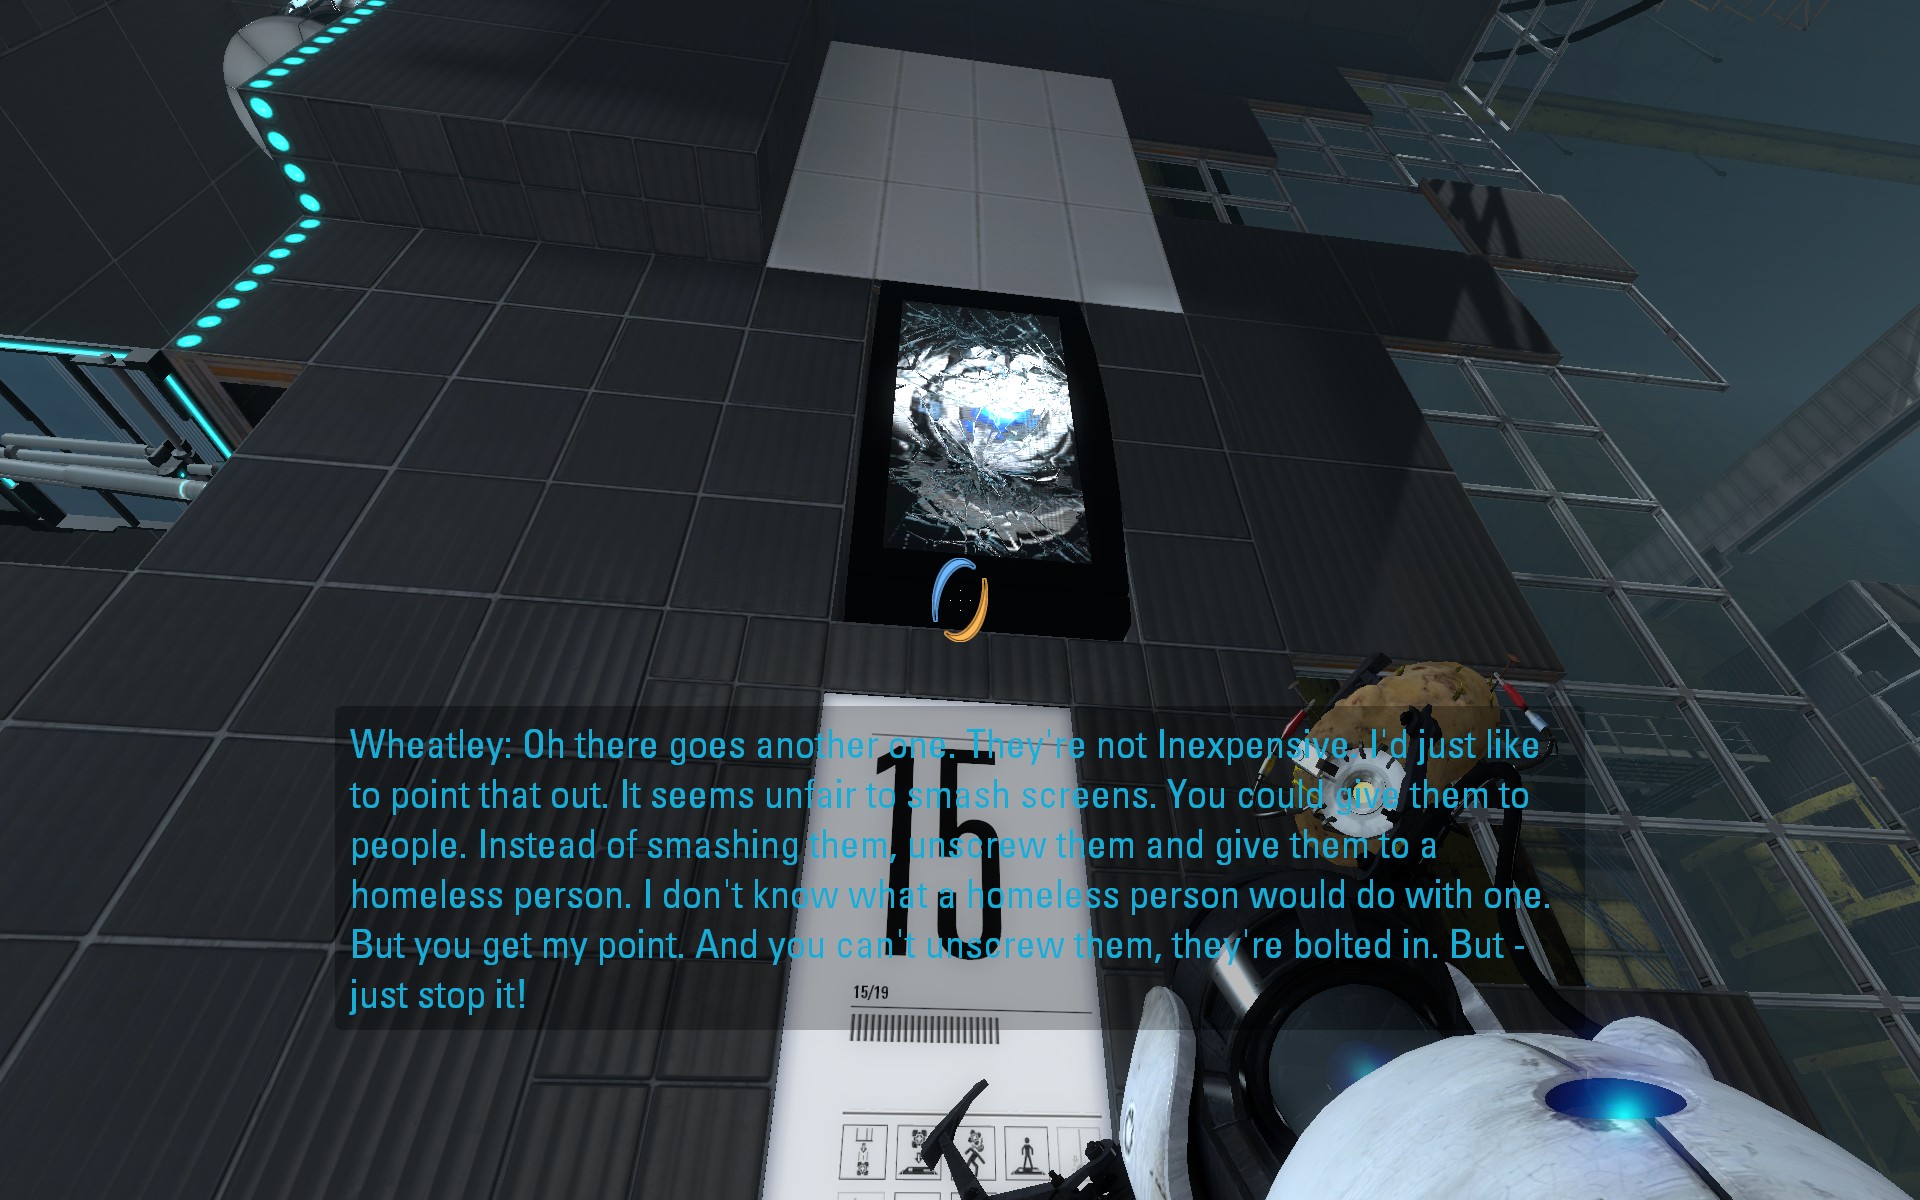 Wheatley: Oh there goes another one. They're not Inexpensive. I'd just like
to point that out. It seems unfair to smash screens. You could give them to
people. Instead of smashing them, unscrew them and give them to a
homeless person. I don't know what a homeless person would do with one.
But you get my point. And you can't unscrew them, they're bolted in. But -
just stop it!
15
15/19